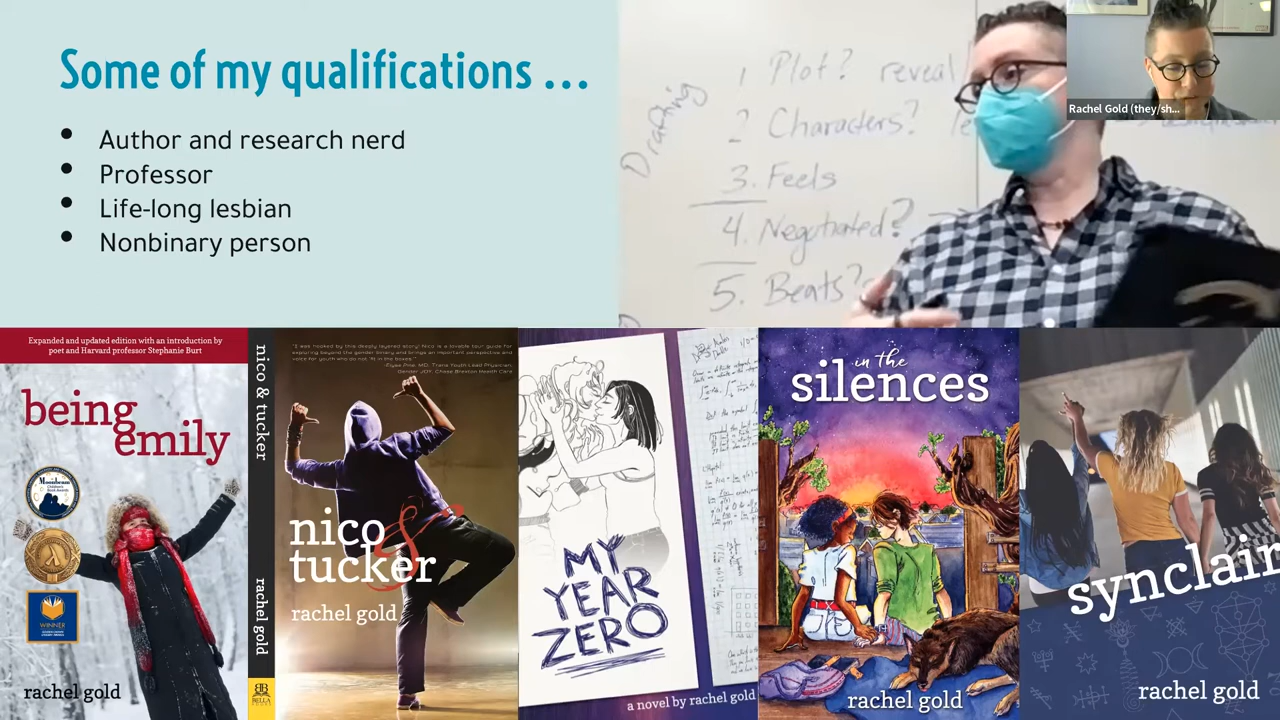 Some of my qualifications ...
Author and research nerd
Professor
Life-long lesbian
Nonbinary person
Drafting
1 Plot? reveal
2 Characters?
3. Feels
4. Negotiated?
5. Beats?
Rachel Gold (they/sh...
Expanded and updated edition with an introduction by
poet and Harvard professor Stephanie Burt
being
emily
Moonbeam
WINNER
rachel gold
nico & tucker
rachel gold
BELLA
nico &
tucker
rachel gold
MY
YEAR
ZERO
a novel by rachel gold
in the
silences
rachel gold
synclair
rachel gold